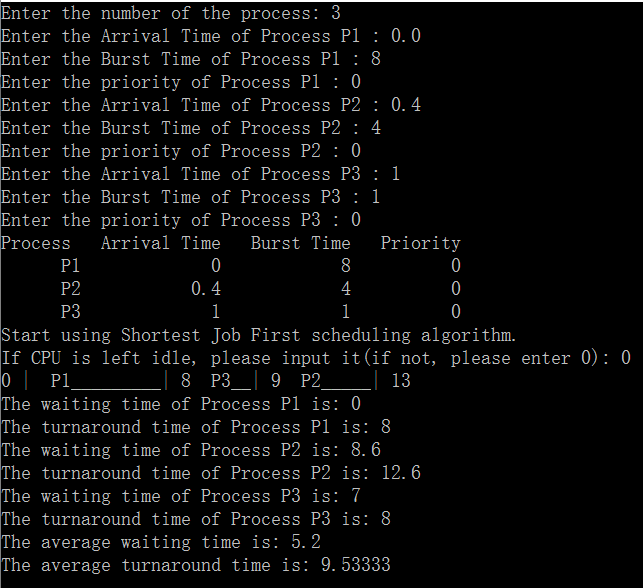 Enter the number of the process: 3
Enter the Arrival Time of Process P1 : 0.0
Enter the Burst Time of Process P1 : 8
Enter the priority of Process P1 : 0
Enter the Arrival Time of Process P2 : 0.4
Enter the Burst Time of Process P2 : 4
Enter the priority of Process P2 : 0
Enter the Arrival Time of Process P3 : 1
Enter the Burst Time of Process P3 : 1
Enter the priority of Process P3 : 0
Process   Arrival Time   Burst Time   Priority
      P1             0            8          0
      P2           0.4            4          0
      P3             1            1          0
Start using Shortest Job First scheduling algorithm.
If CPU is left idle, please input it(if not, please enter 0): 0
0 |  P1_________| 8  P3__| 9  P2_____| 13
The waiting time of Process P1 is: 0
The turnaround time of Process P1 is: 8
The waiting time of Process P2 is: 8.6
The turnaround time of Process P2 is: 12.6
The waiting time of Process P3 is: 7
The turnaround time of Process P3 is: 8
The average waiting time is: 5.2
The average turnaround time is: 9.53333